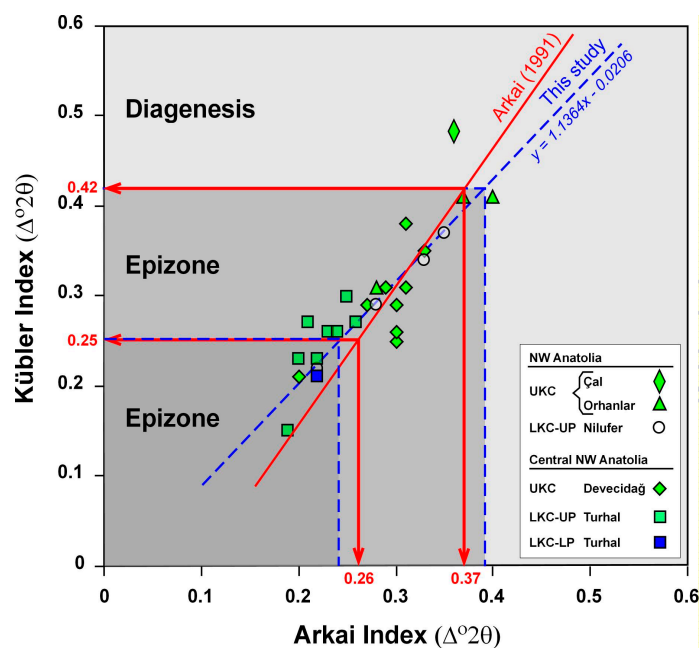 0.6
0.5
0.42
0.4
0.3
0.25
0.2
0.1
0
Kübler Index (Δ°2θ)
Diagenesis
Epizone
Epizone
Arkai (1991)
This study
y = 1.1364x - 0.0206
NW Anatolia
UKC
Çal
Orhanlar
LKC-UP Nilufer
Central NW Anatolia
UKC Devecidağ
LKC-UP Turhal
LKC-LP Turhal
0.26
0.37
0 0.1 0.2 0.3 0.4 0.5 0.6
Arkai Index (Δ°2θ)